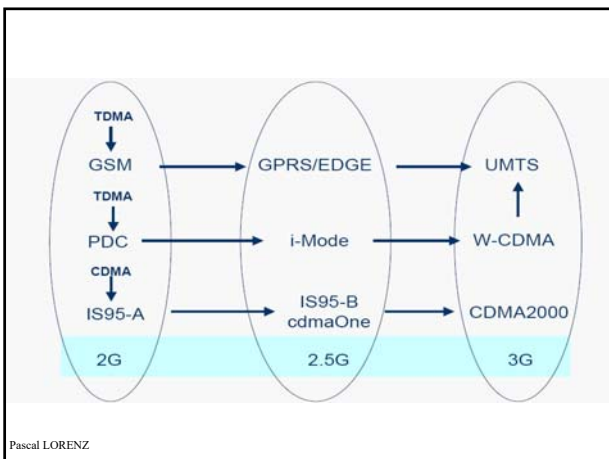 TDMA
GSM GPRS/EDGE UMTS
TDMA
PDC i-Mode W-CDMA
CDMA
IS95-A IS95-B cdmaOne CDMA2000
2G 2.5G 3G
Pascal LORENZ